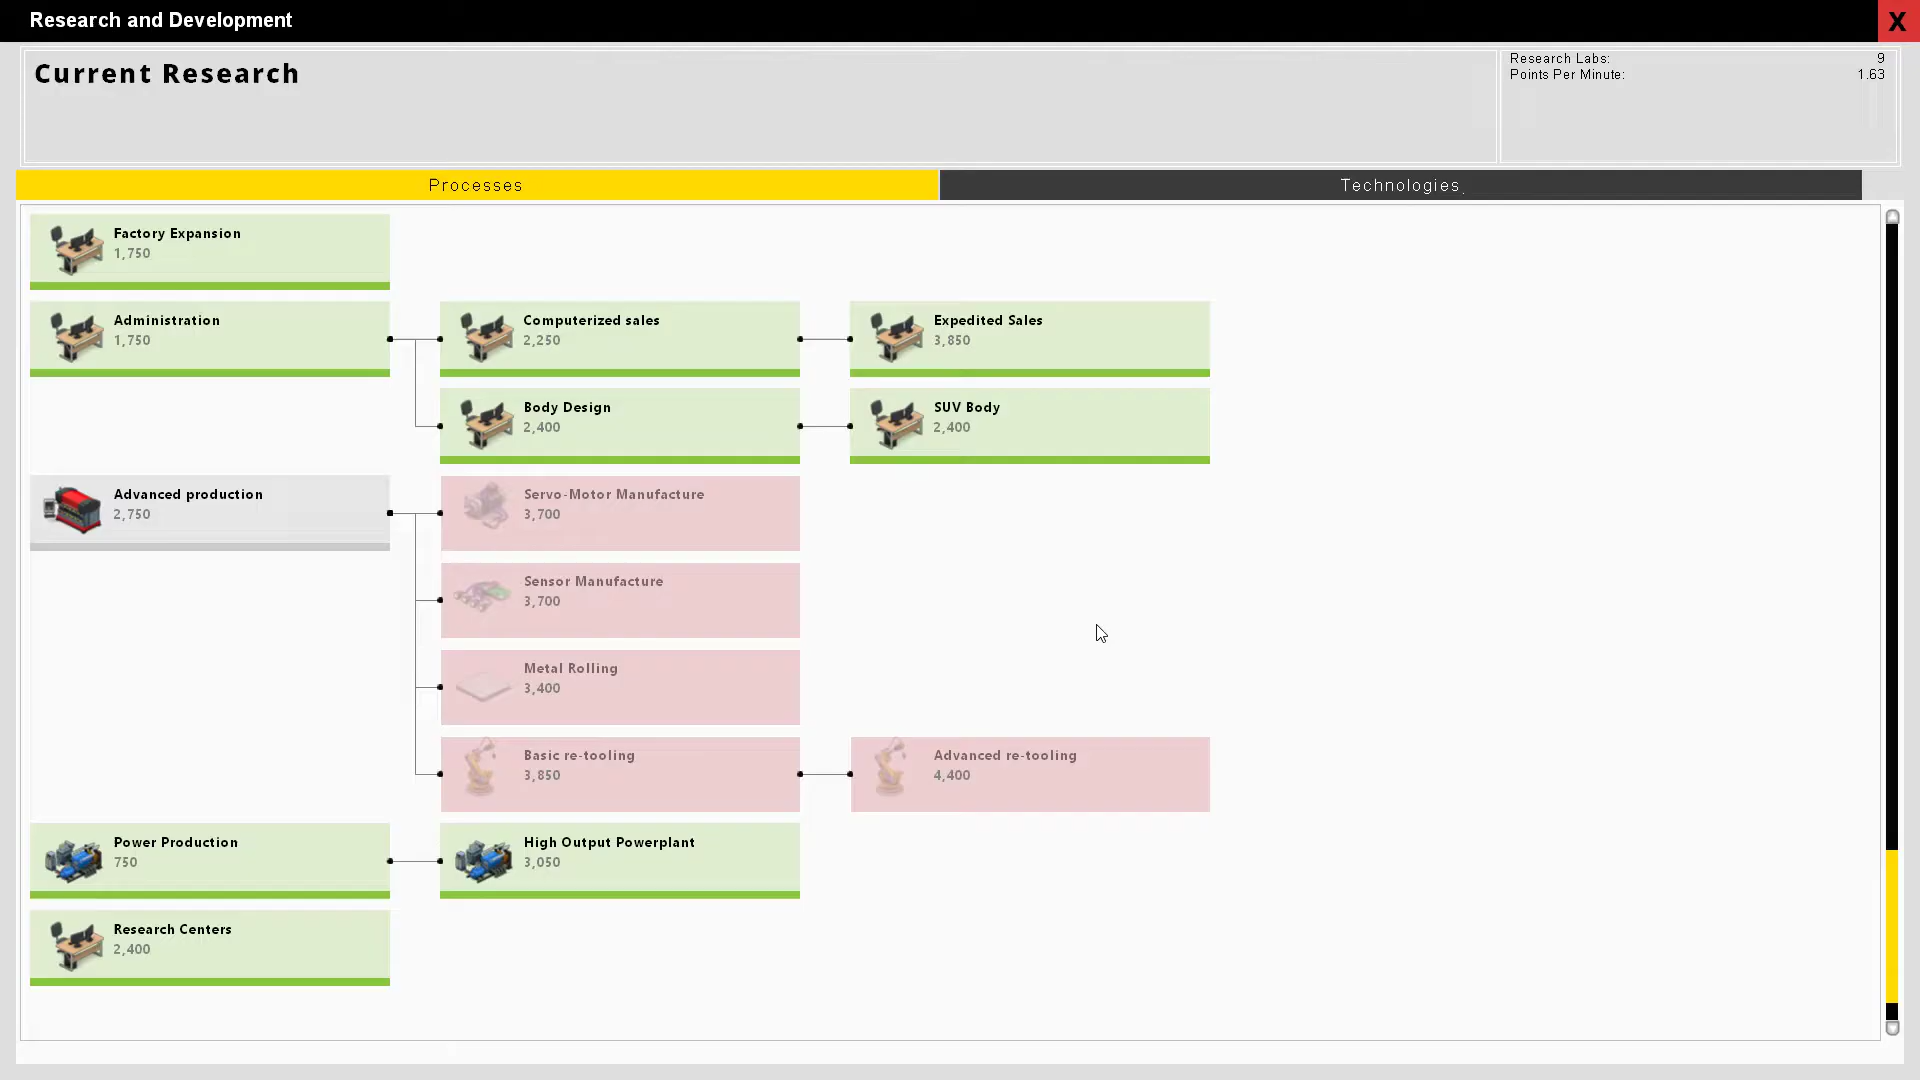 Research and Development
X
Current Research
Research Labs: 9
Points Per Minute: 1.63
Processes
Technologies
Factory Expansion
1,750
Administration
1,750
Computerized sales
2,250
Expedited Sales
3,850
Body Design
2,400
SUV Body
2,400
Advanced production
2,750
Servo-Motor Manufacture
3,700
Sensor Manufacture
3,700
Metal Rolling
3,400
Basic re-tooling
3,850
Advanced re-tooling
4,400
Power Production
750
High Output Powerplant
3,050
Research Centers
2,400